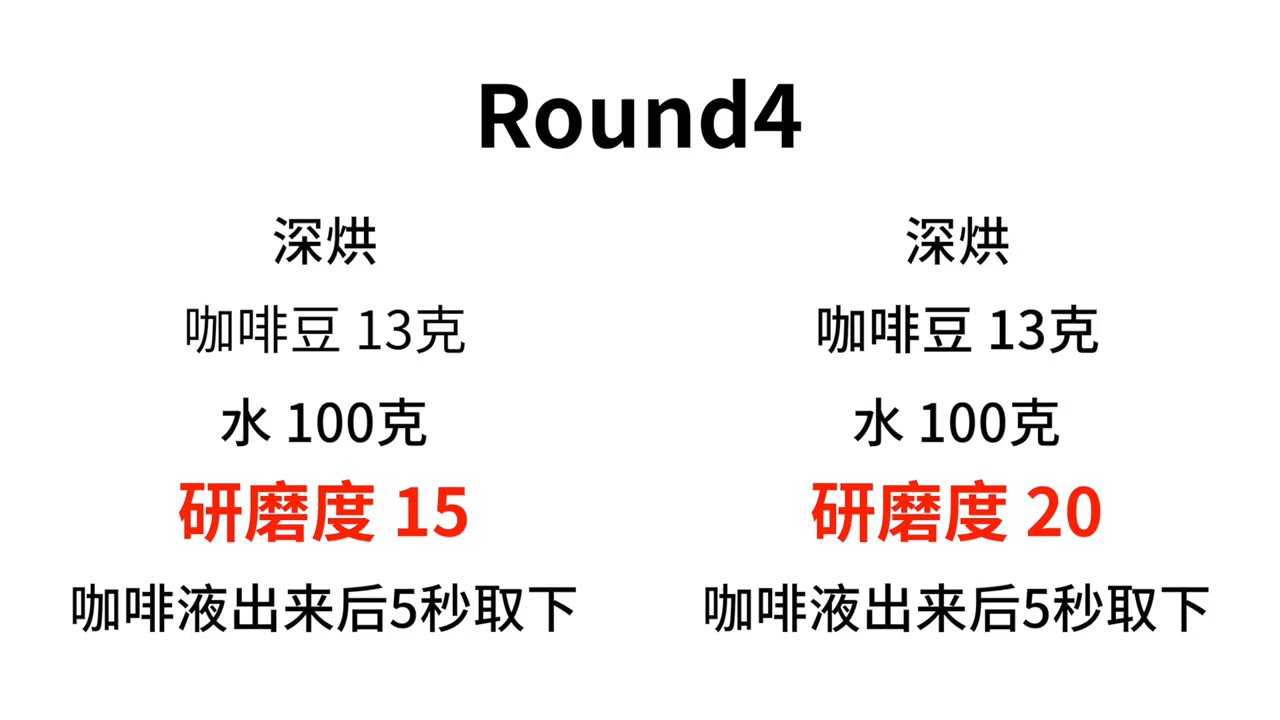 Round4
深烘
咖啡豆 13克
水 100克
研磨度 15
咖啡液出来后5秒取下
深烘
咖啡豆 13克
水 100克
研磨度 20
咖啡液出来后5秒取下